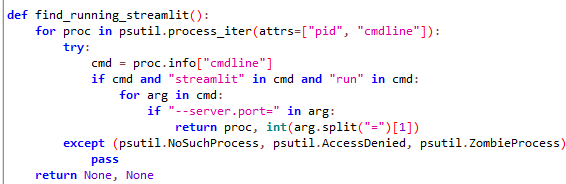 def find_running_streamlit():
    for proc in psutil.process_iter(attrs=["pid", "cmdline"]):
        try:
            cmd = proc.info["cmdline"]
            if cmd and "streamlit" in cmd and "run" in cmd:
                for arg in cmd:
                    if "--server.port=" in arg:
                        return proc, int(arg.split("=")[1])
        except (psutil.NoSuchProcess, psutil.AccessDenied, psutil.ZombieProcess)
            pass
    return None, None